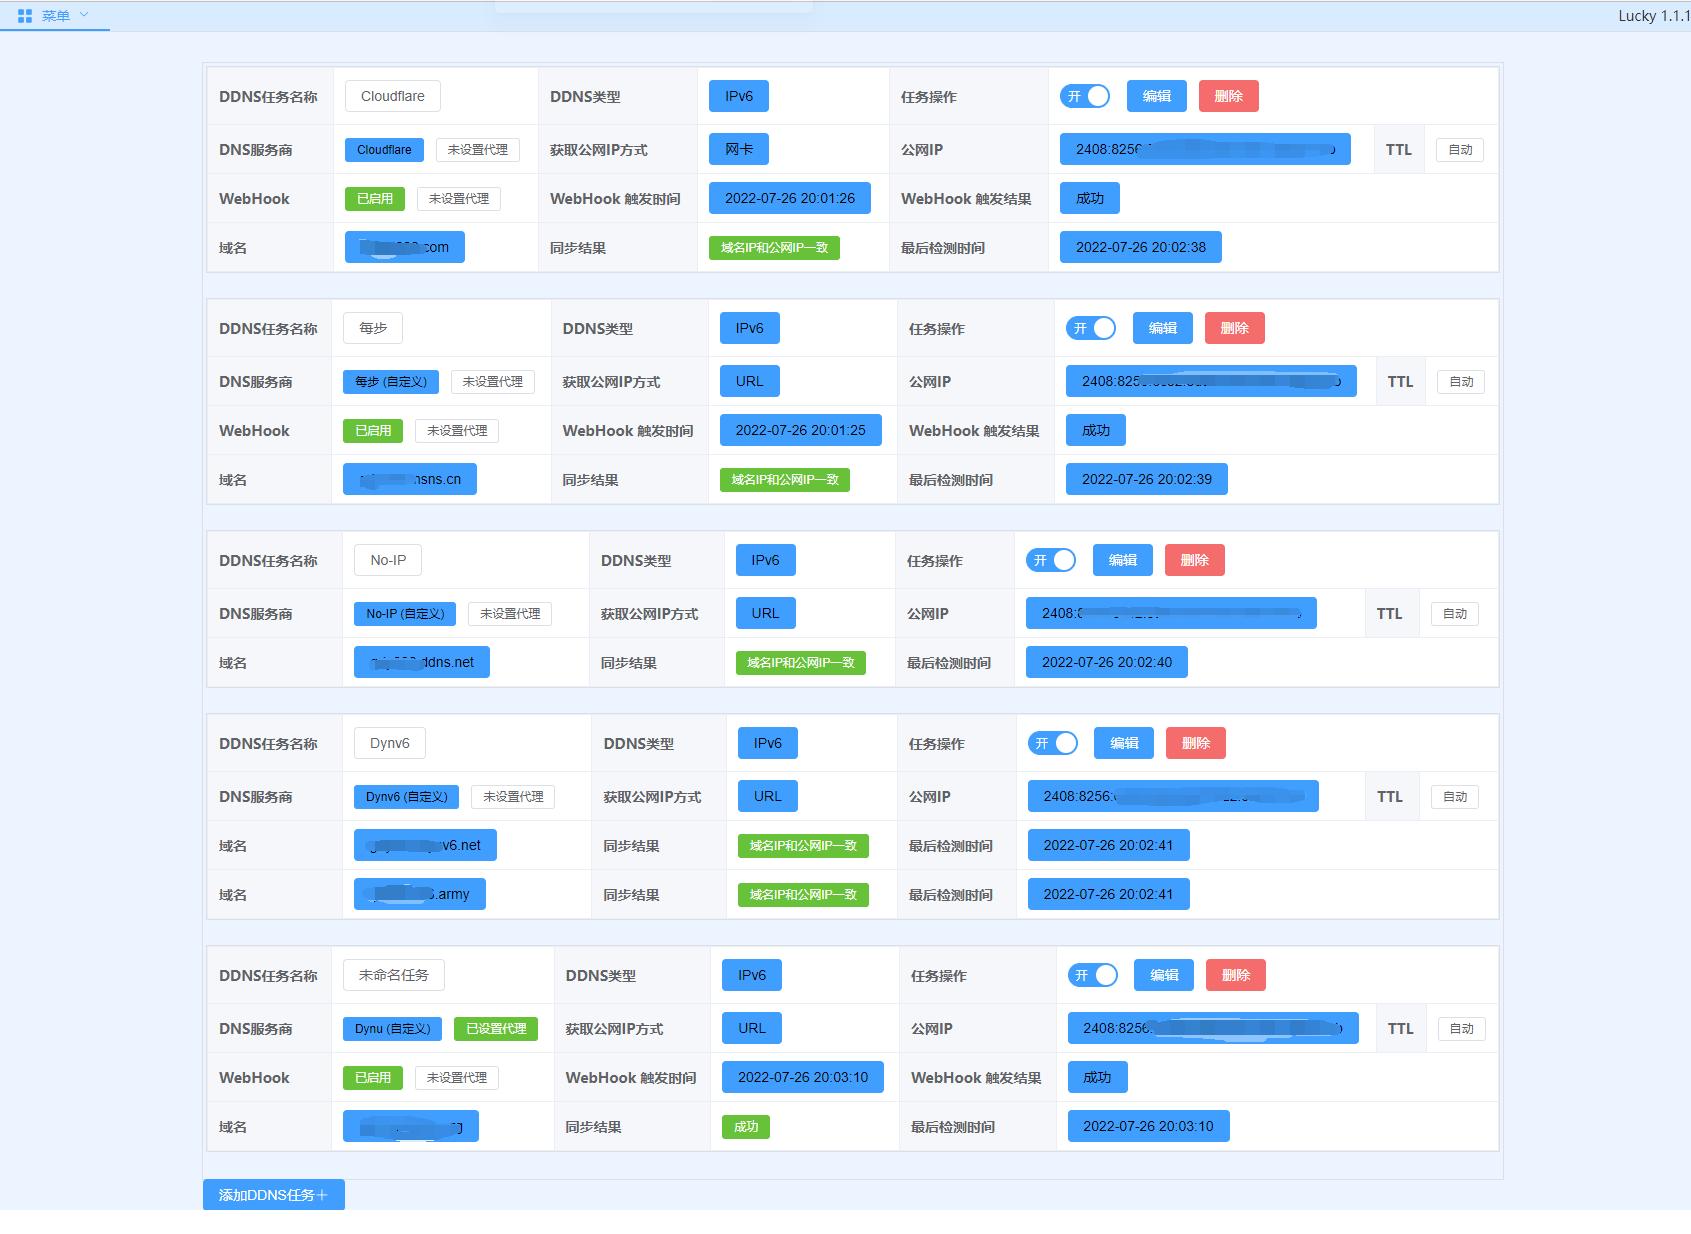 菜单
Lucky 1.1.1
DDNS任务名称 Cloudflare DDNS类型 IPv6 任务操作 开 编辑 删除
DNS服务商 Cloudflare 未设置代理 获取公网IP方式 网卡 公网IP 2408:8256: TTL 自动
WebHook 已启用 未设置代理 WebHook 触发时间 2022-07-26 20:01:26 WebHook 触发结果 成功
域名 .com 同步结果 域名IP和公网IP一致 最后检测时间 2022-07-26 20:02:38
DDNS任务名称 每步 DDNS类型 IPv6 任务操作 开 编辑 删除
DNS服务商 每步 (自定义) 未设置代理 获取公网IP方式 URL 公网IP 2408:825 TTL 自动
WebHook 已启用 未设置代理 WebHook 触发时间 2022-07-26 20:01:25 WebHook 触发结果 成功
域名 nsns.cn 同步结果 域名IP和公网IP一致 最后检测时间 2022-07-26 20:02:39
DDNS任务名称 No-IP DDNS类型 IPv6 任务操作 开 编辑 删除
DNS服务商 No-IP (自定义) 未设置代理 获取公网IP方式 URL 公网IP 2408: TTL 自动
域名 ddns.net 同步结果 域名IP和公网IP一致 最后检测时间 2022-07-26 20:02:40
DDNS任务名称 Dynv6 DDNS类型 IPv6 任务操作 开 编辑 删除
DNS服务商 Dynv6 (自定义) 未设置代理 获取公网IP方式 URL 公网IP 2408:8256: TTL 自动
域名 v6.net 同步结果 域名IP和公网IP一致 最后检测时间 2022-07-26 20:02:41
域名 .army 同步结果 域名IP和公网IP一致 最后检测时间 2022-07-26 20:02:41
DDNS任务名称 未命名任务 DDNS类型 IPv6 任务操作 开 编辑 删除
DNS服务商 Dynu (自定义) 已设置代理 获取公网IP方式 URL 公网IP 2408:8256: TTL 自动
WebHook 已启用 未设置代理 WebHook 触发时间 2022-07-26 20:03:10 WebHook 触发结果 成功
域名 同步结果 成功 最后检测时间 2022-07-26 20:03:10
添加DDNS任务+